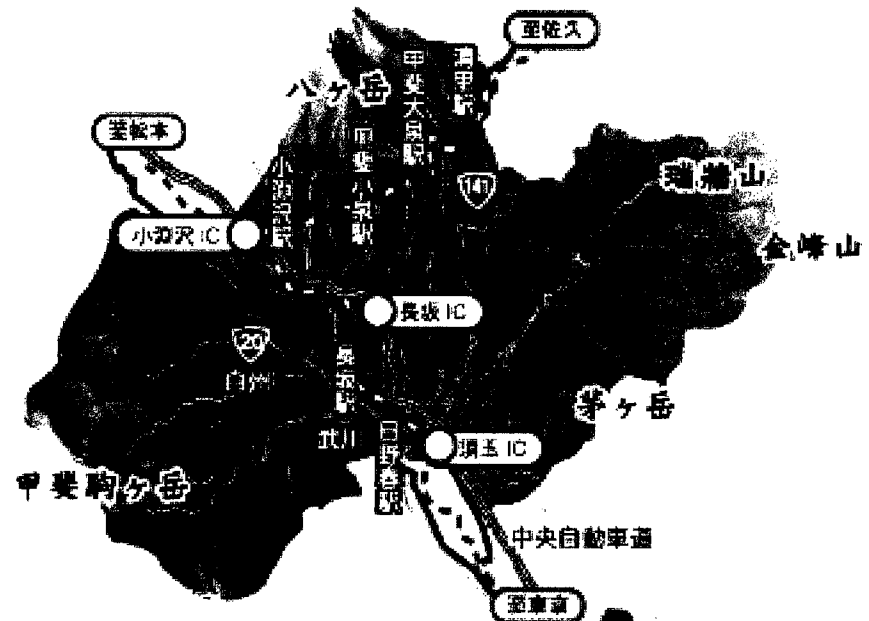 至佐久
八ヶ岳
甲斐大泉駅
清里駅
至松本
甲斐小泉駅
小淵沢駅
141
瑞牆山
小淵沢IC
金峰山
長坂IC
20
白州
長坂駅
茅ヶ岳
武川
日野春駅
須玉IC
甲斐駒ヶ岳
中央自動車道
至東京